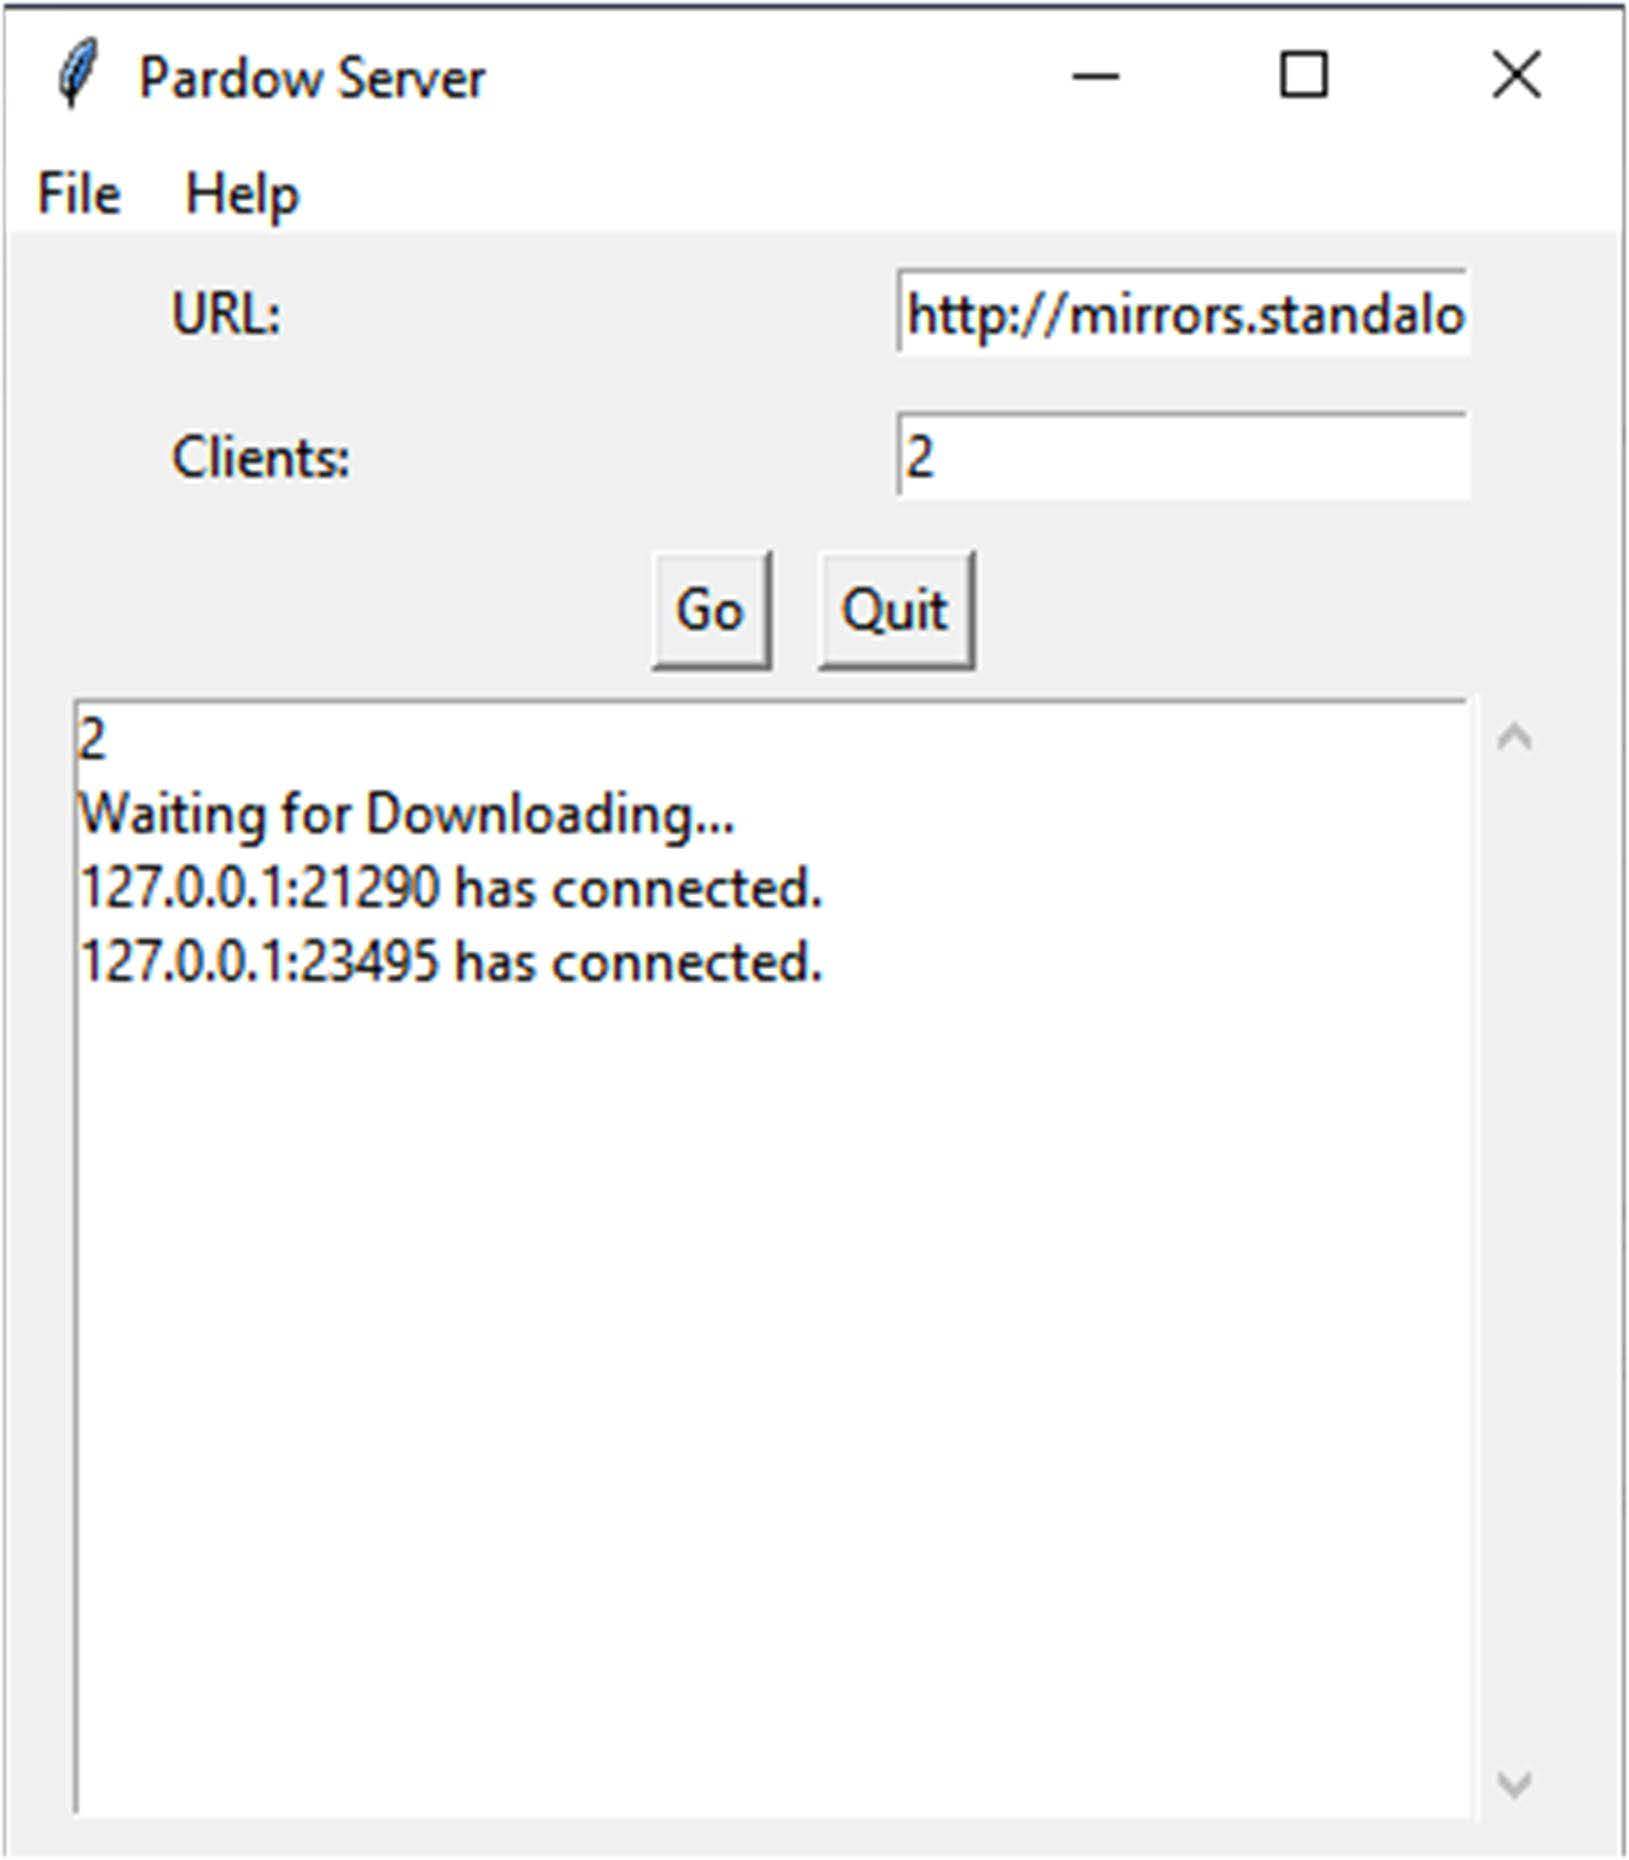 Pardow Server
File Help
URL: http://mirrors.standalo
Clients: 2
Go Quit
2
Waiting for Downloading...
127.0.0.1:21290 has connected.
127.0.0.1:23495 has connected.